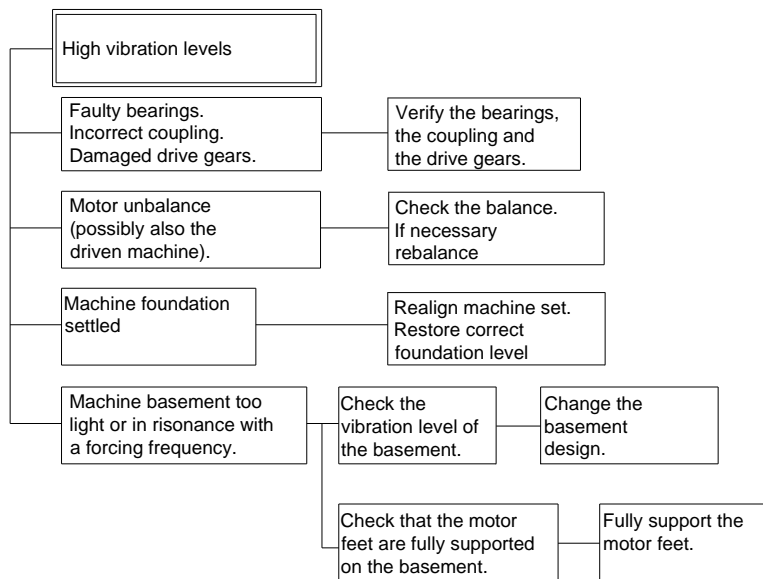 High vibration levels
Faulty bearings.
Incorrect coupling.
Damaged drive gears.
Verify the bearings,
the coupling and
the drive gears.
Motor unbalance
(possibly also the
driven machine).
Check the balance.
If necessary
rebalance
Machine foundation
settled
Realign machine set.
Restore correct
foundation level
Machine basement too
light or in risonance with
a forcing frequency.
Check the
vibration level of
the basement.
Change the
basement
design.
Check that the motor
feet are fully supported
on the basement.
Fully support the
motor feet.